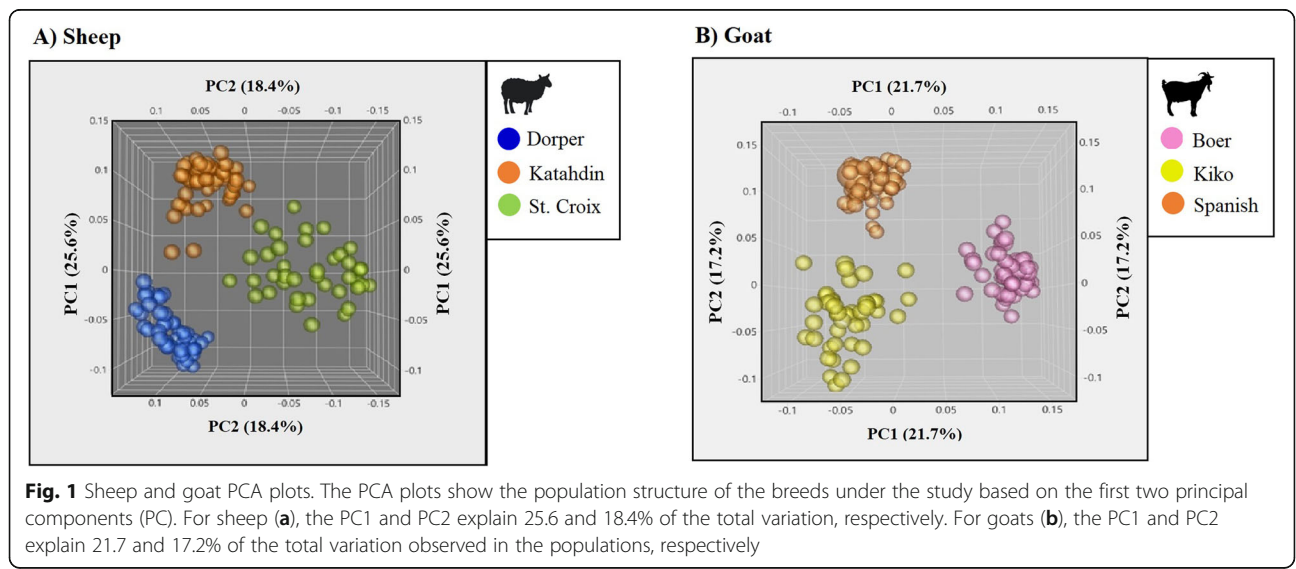 A) Sheep
PC2 (18.4%)
0.1 0.05 0 -0.05 -0.1 -0.15
0.15 0.15
0.1 0.1
0.05 0.05
0 0
-0.05 -0.05
-0.1 -0.1
PC1 (25.6%)
PC1 (25.6%)
0.1 0.05 0 -0.05 -0.1 -0.15
PC2 (18.4%)
Dorper
Katahdin
St. Croix
B) Goat
PC1 (21.7%)
-0.1 -0.05 0 0.05 0.1 0.15
0.15 0.15
0.1 0.1
0.05 0.05
0 0
-0.05 -0.05
-0.1 -0.1
PC2 (17.2%)
PC2 (17.2%)
-0.1 -0.05 0 0.05 0.1 0.15
PC1 (21.7%)
Boer
Kiko
Spanish
Fig. 1 Sheep and goat PCA plots. The PCA plots show the population structure of the breeds under the study based on the first two principal
components (PC). For sheep (a), the PC1 and PC2 explain 25.6 and 18.4% of the total variation, respectively. For goats (b), the PC1 and PC2
explain 21.7 and 17.2% of the total variation observed in the populations, respectively